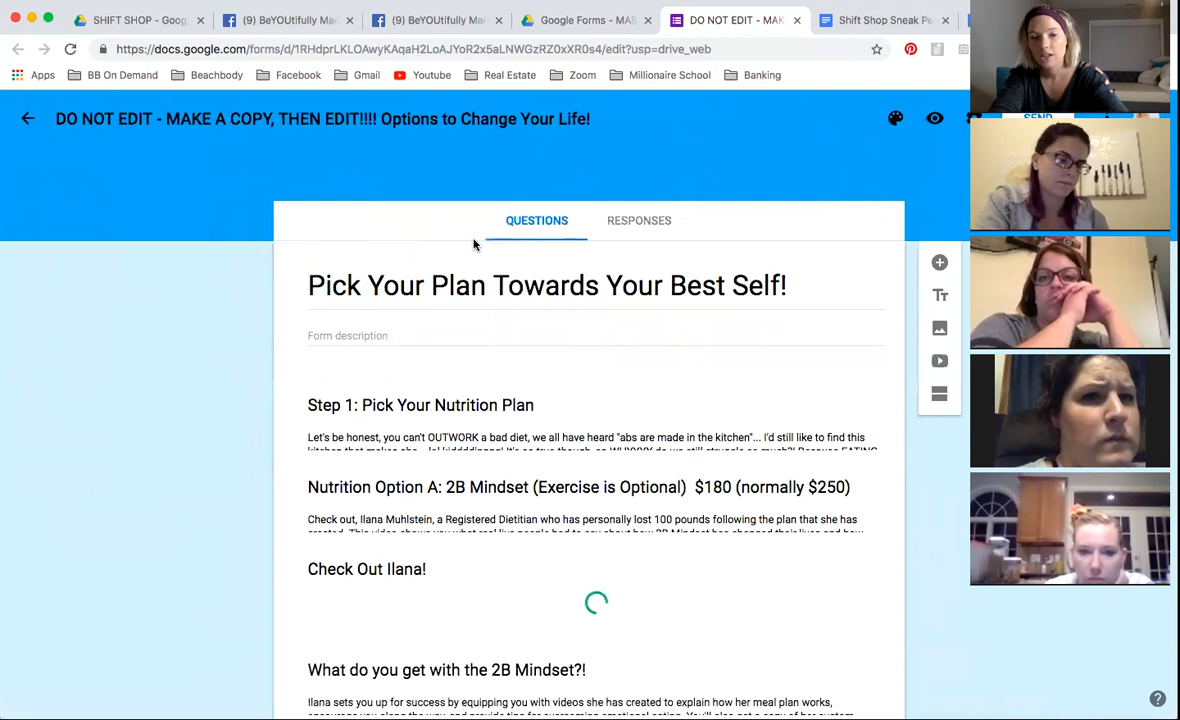 SHIFT SHOP - Goog
(9) BeYOUtifully Ma
(9) BeYOUtifully Ma
Google Forms - MAS
DO NOT EDIT - MAK
Shift Shop Sneak Pe
https://docs.google.com/forms/d/1RHdprLKLOAwyKAqaH2LoAJYoR2x5aLNWGzRZ0xXR0s4/edit?usp=drive_web
Apps
BB On Demand
Beachbody
Facebook
Gmail
Youtube
Real Estate
Zoom
Millionaire School
Banking
DO NOT EDIT - MAKE A COPY, THEN EDIT!!!! Options to Change Your Life!
SEND
QUESTIONS
RESPONSES
Pick Your Plan Towards Your Best Self!
Form description
Step 1: Pick Your Nutrition Plan
Let's be honest, you can't OUTWORK a bad diet, we all have heard "abs are made in the kitchen"... I'd still like to find this
Nutrition Option A: 2B Mindset (Exercise is Optional) $180 (normally $250)
Check out, Ilana Muhlstein, a Registered Dietitian who has personally lost 100 pounds following the plan that she has
Check Out Ilana!
What do you get with the 2B Mindset?!
Ilana sets you up for success by equipping you with videos she has created to explain how her meal plan works,